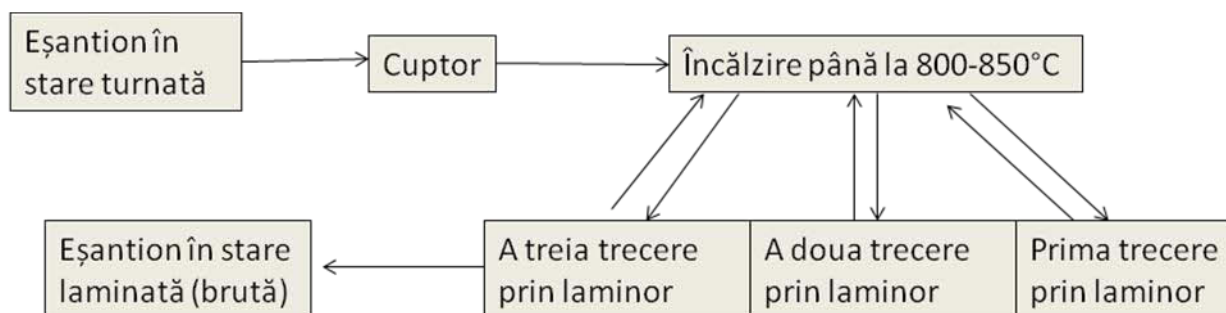 Eșantion în
stare turnată
Cuptor
Încălzire până la 800-850°C
Eșantion în stare
laminată (brută)
A treia trecere
prin laminor
A doua trecere
prin laminor
Prima trecere
prin laminor